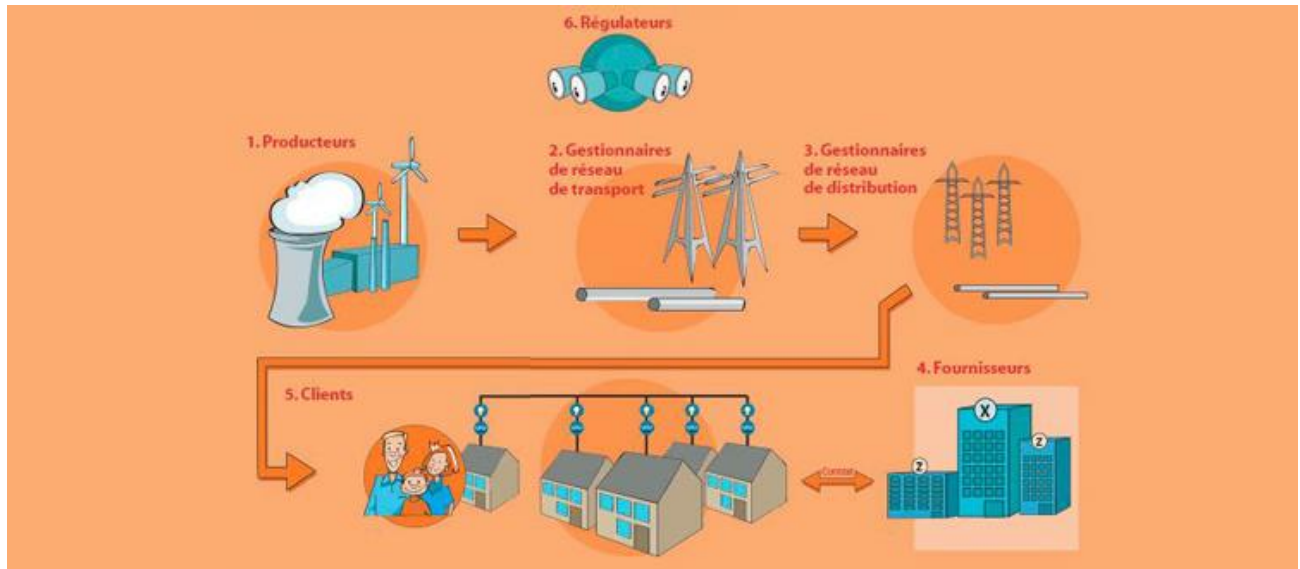 6. Régulateurs
1. Producteurs
2. Gestionnaires
de réseau
de transport
3. Gestionnaires
de réseau
de distribution
5. Clients
4. Fournisseurs
X
Z
Z
Contrat